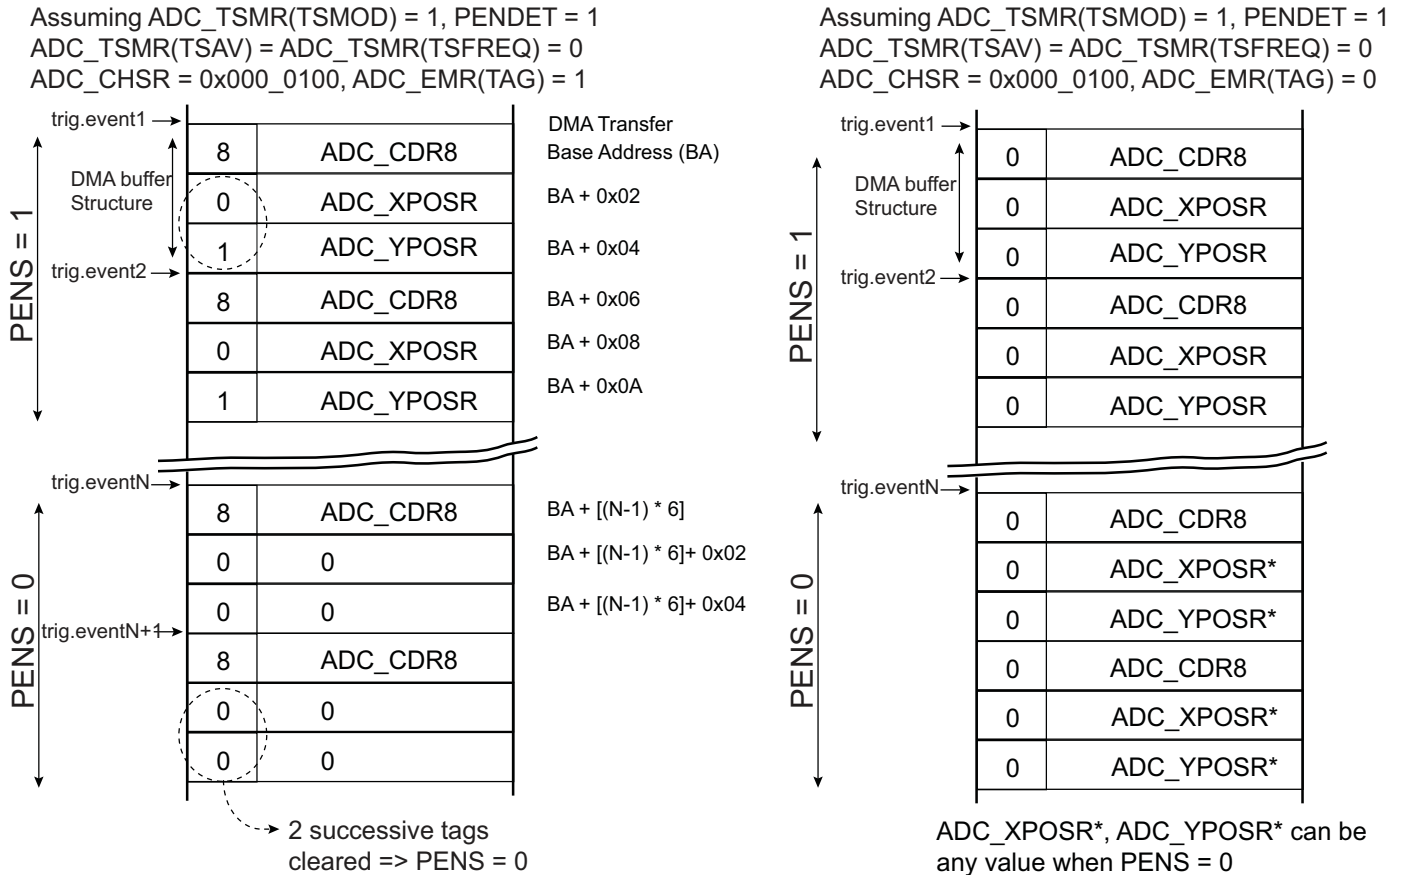 Assuming ADC_TSMR(TSMOD) = 1, PENDET = 1
ADC_TSMR(TSAV) = ADC_TSMR(TSFREQ) = 0
ADC_CHSR = 0x000_0100, ADC_EMR(TAG) = 1
trig.event1
DMA Transfer
8 ADC_CDR8 Base Address (BA)
DMA buffer
Structure
0 ADC_XPOSR BA + 0x02
1 ADC_YPOSR BA + 0x04
trig.event2
8 ADC_CDR8 BA + 0x06
0 ADC_XPOSR BA + 0x08
1 ADC_YPOSR BA + 0x0A
PENS = 1
trig.eventN
8 ADC_CDR8 BA + [(N-1) * 6]
0 0 BA + [(N-1) * 6]+ 0x02
0 0 BA + [(N-1) * 6]+ 0x04
trig.eventN+1
8 ADC_CDR8
0 0
0 0
PENS = 0
2 successive tags
cleared => PENS = 0
Assuming ADC_TSMR(TSMOD) = 1, PENDET = 1
ADC_TSMR(TSAV) = ADC_TSMR(TSFREQ) = 0
ADC_CHSR = 0x000_0100, ADC_EMR(TAG) = 0
trig.event1
0 ADC_CDR8
DMA buffer
Structure
0 ADC_XPOSR
0 ADC_YPOSR
trig.event2
0 ADC_CDR8
0 ADC_XPOSR
0 ADC_YPOSR
PENS = 1
trig.eventN
0 ADC_CDR8
0 ADC_XPOSR*
0 ADC_YPOSR*
0 ADC_CDR8
0 ADC_XPOSR*
0 ADC_YPOSR*
PENS = 0
ADC_XPOSR*, ADC_YPOSR* can be
any value when PENS = 0